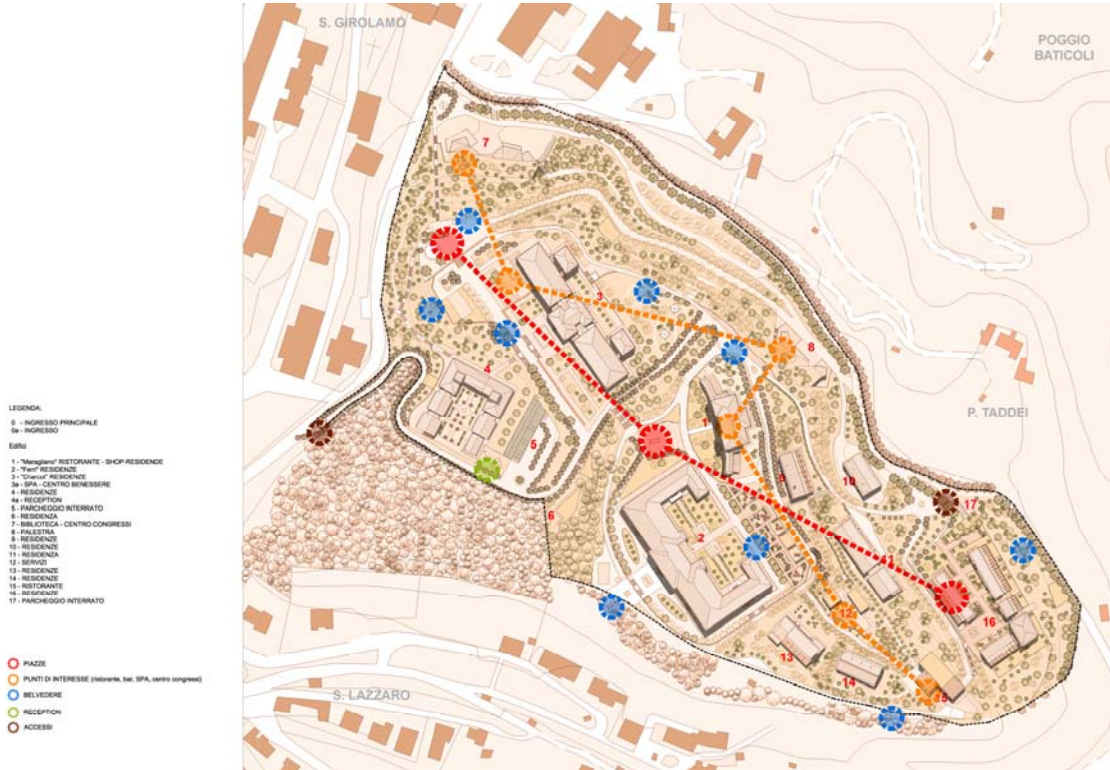 S. GIROLAMO
POGGIO
BATICOLI
7
3
8
4
1
5
9
10
17
6
2
11
P. TADDEI
12
16
13
14
15
S. LAZZARO
LEGENDA:
0 - INGRESSO PRINCIPALE
0a - INGRESSO
Edifici
1 - "Maragliano" RISTORANTE - SHOP-RESIDENDE
2 - "Ferri" RESIDENZE
3 - "Charcot" RESIDENZE
3a - SPA - CENTRO BENESSERE
4 - RESIDENZE
4a - RECEPTION
5 - PARCHEGGIO INTERRATO
6 - RESIDENZA
7 - BIBLIOTECA - CENTRO CONGRESSI
8 - PALESTRA
9 - RESIDENZE
10 - RESIDENZE
11 - RESIDENZA
12 - SERVIZI
13 - RESIDENZE
14 - RESIDENZE
15 - RISTORANTE
16 - RESIDENZE
17 - PARCHEGGIO INTERRATO
PIAZZE
PUNTI DI INTERESSE (ristorante, bar, SPA, centro congressi)
BELVEDERE
RECEPTION
ACCESSI